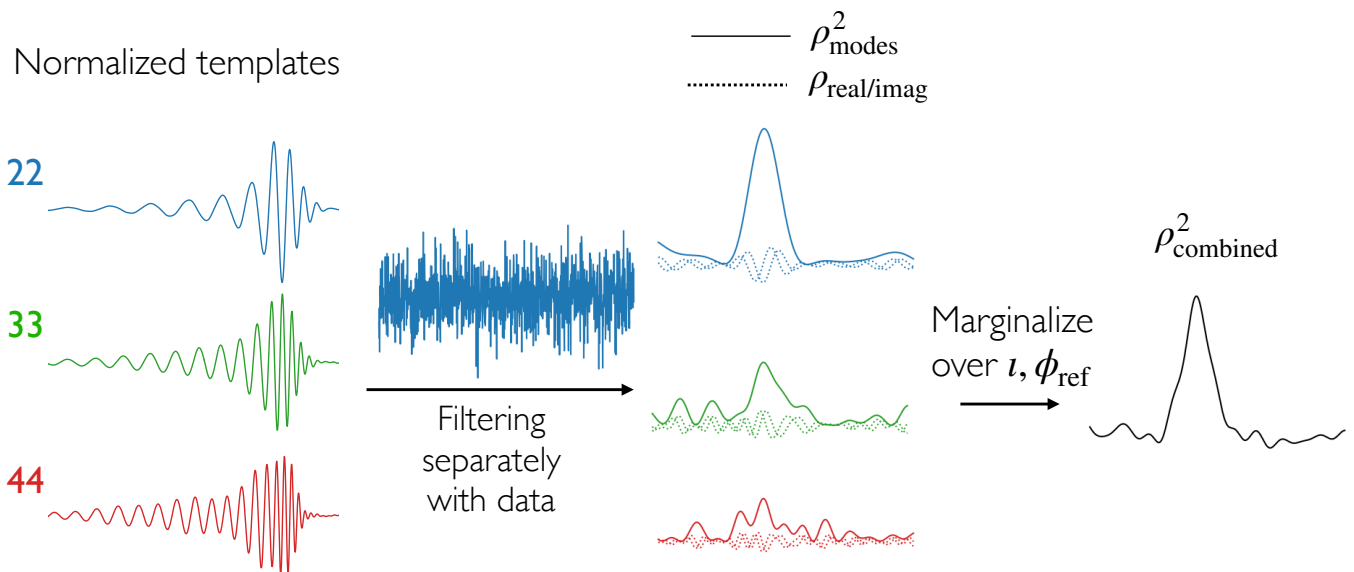 Normalized templates
22
33
44
Filtering
separately
with data
ρ²modes
ρreal/imag
Marginalize
over ι, ϕref
ρ²combined